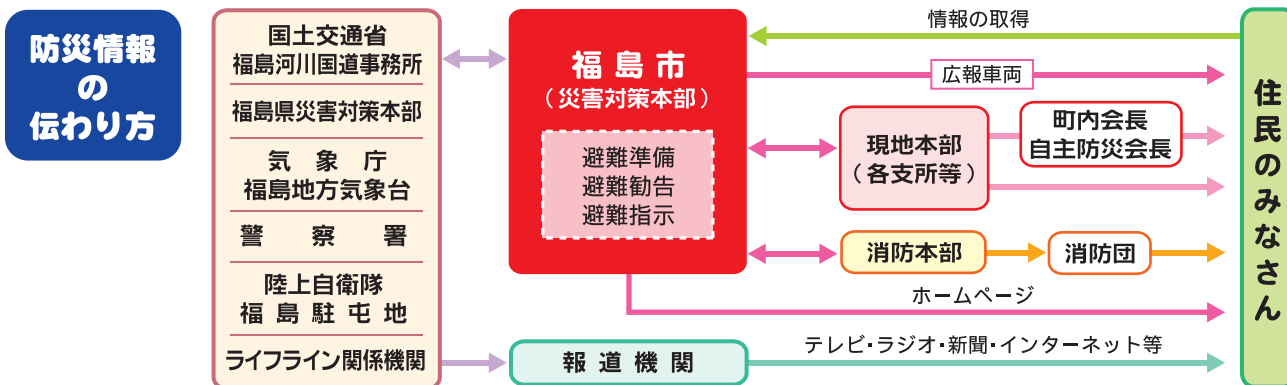 防災情報
の
伝わり方
国土交通省
福島河川国道事務所
福島県災害対策本部
気象庁
福島地方気象台
警察署
陸上自衛隊
福島駐屯地
ライフライン関係機関
福島市
(災害対策本部)
避難準備
避難勧告
避難指示
報道機関
情報の取得
広報車両
現地本部
(各支所等)
町内会長
自主防災会長
消防本部
消防団
ホームページ
テレビ・ラジオ・新聞・インターネット等
住民のみなさん